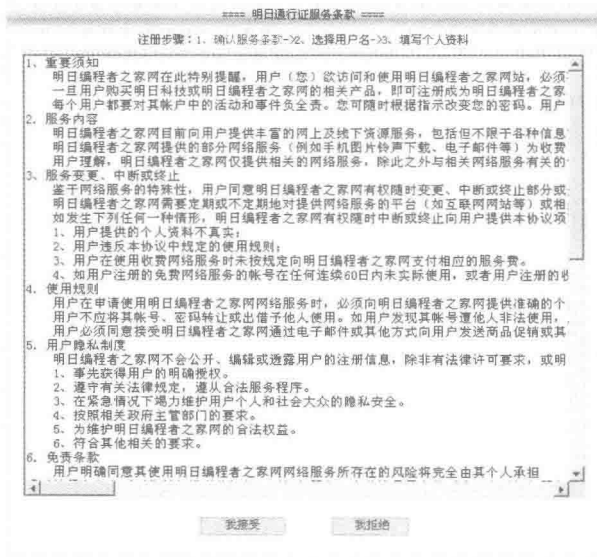 ==== 明日通行证服务条款 ====
注册步骤：1、确认服务条款->2、选择用户名->3、填写个人资料
1、重要须知
明日编程者之家网在此特别提醒，用户（您）欲访问和使用明日编程者之家网站，必须
一旦用户购买明日科技或明日编程者之家网的相关产品，即可注册成为明日编程者之家
每个用户都要对其帐户中的活动和事件负全责。您可随时根据指示改变您的密码。用户
2、服务内容
明日编程者之家网目前向用户提供丰富的网上及线下资源服务，包括但不限于各种信息
明日编程者之家网提供的部分网络服务（例如手机图片铃声下载、电子邮件等）为收费
用户理解，明日编程者之家网仅提供相关的网络服务，除此之外与相关网络服务有关的
3、服务变更、中断或终止
鉴于网络服务的特殊性，用户同意明日编程者之家网有权随时变更、中断或终止部分或
明日编程者之家网需要定期或不定期地对提供网络服务的平台（如互联网网站等）或相
如发生下列任何一种情形，明日编程者之家网有权随时中断或终止向用户提供本协议项
1、用户提供的个人资料不真实；
2、用户违反本协议中规定的使用规则；
3、用户在使用收费网络服务时未按规定向明日编程者之家网支付相应的服务费。
4、如用户注册的免费网络服务的帐号在任何连续60日内未实际使用，或者用户注册的收
4、使用规则
用户在申请使用明日编程者之家网网络服务时，必须向明日编程者之家网提供准确的个
用户不应将其帐号、密码转让或出借予他人使用。如用户发现其帐号遭他人非法使用，
用户必须同意接受明日编程者之家网通过电子邮件或其他方式向用户发送商品促销或其
5、用户隐私制度
明日编程者之家网不会公开、编辑或透露用户的注册信息，除非有法律许可要求，或明
1、事先获得用户的明确授权。
2、遵守有关法律规定，遵从合法服务程序。
3、在紧急情况下竭力维护用户个人和社会大众的隐私安全。
4、按照相关政府主管部门的要求。
5、为维护明日编程者之家网的合法权益。
6、符合其他相关的要求。
6、免责条款
用户明确同意其使用明日编程者之家网网络服务所存在的风险将完全由其个人承担
我接受
我拒绝